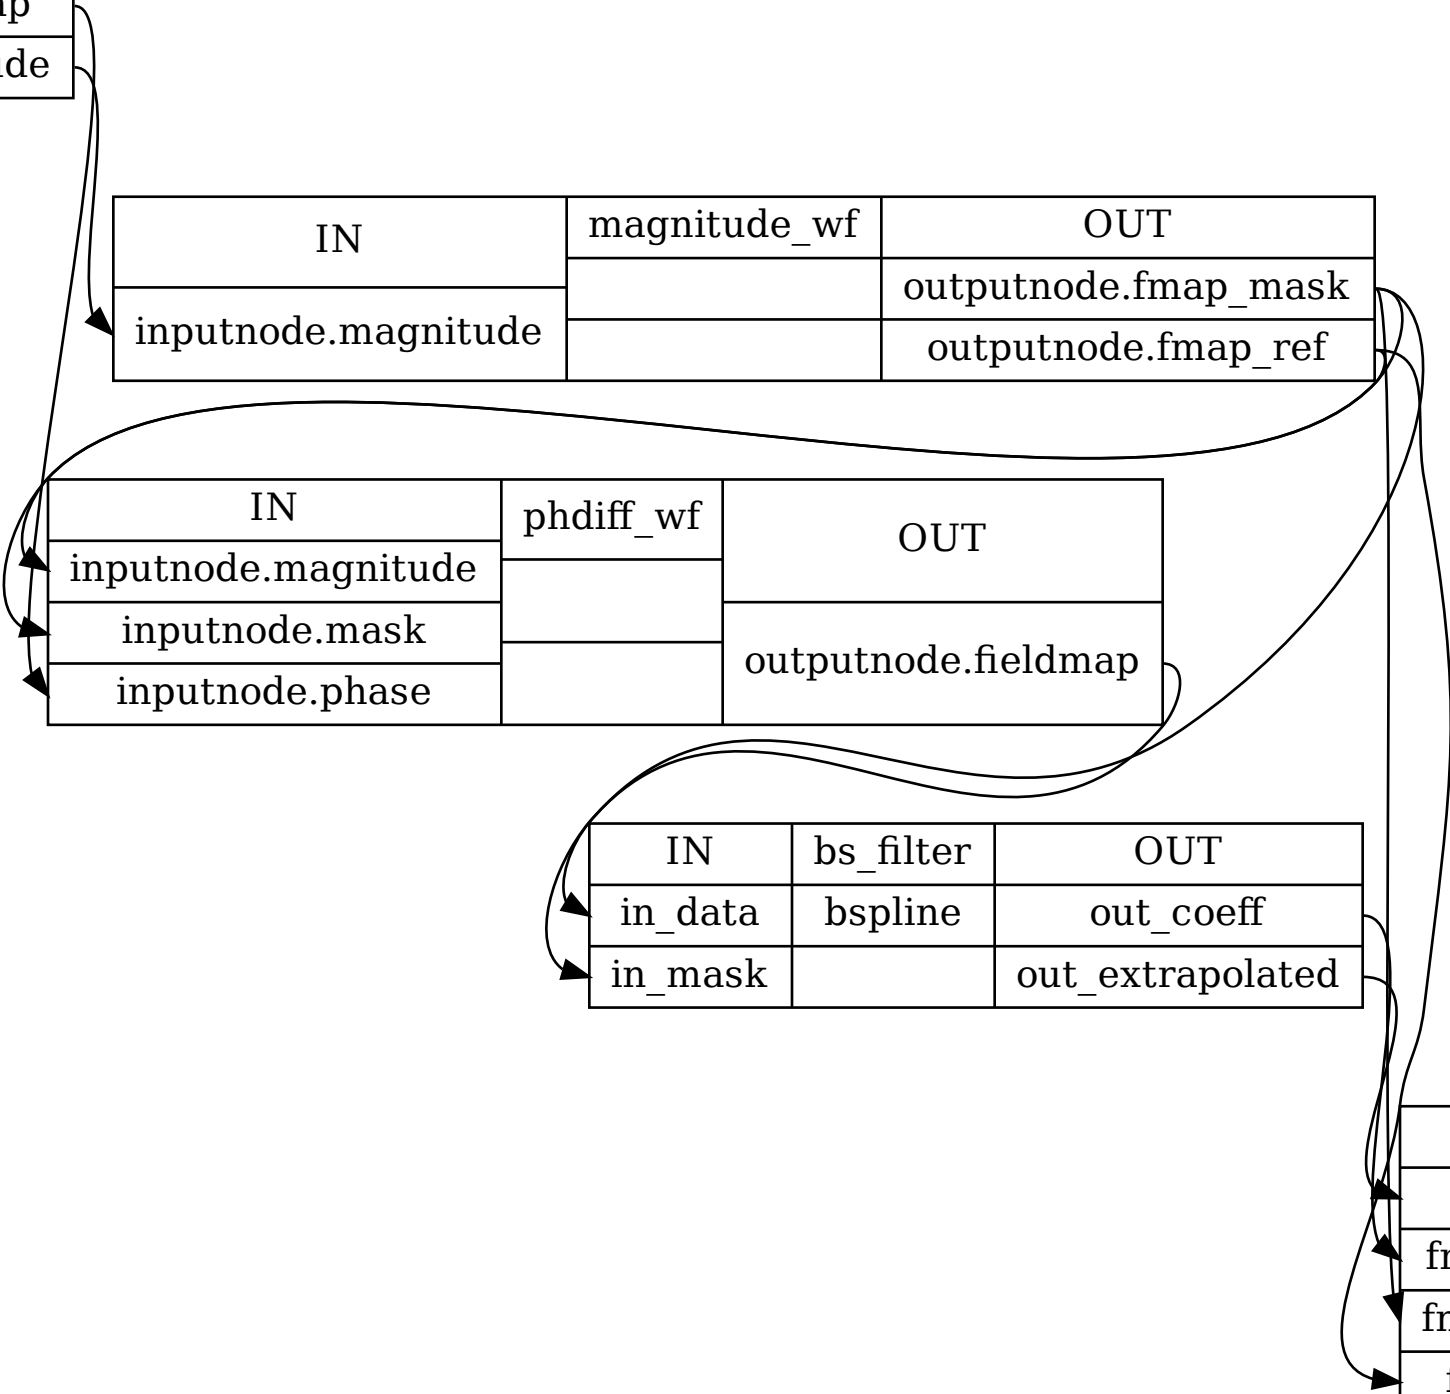 IN
magnitude_wf
OUT
inputnode.magnitude
outputnode.fmap_mask
outputnode.fmap_ref
IN
phdiff_wf
OUT
inputnode.magnitude
inputnode.mask
inputnode.phase
outputnode.fieldmap
IN
bs_filter
OUT
in_data
bspline
out_coeff
in_mask
out_extrapolated